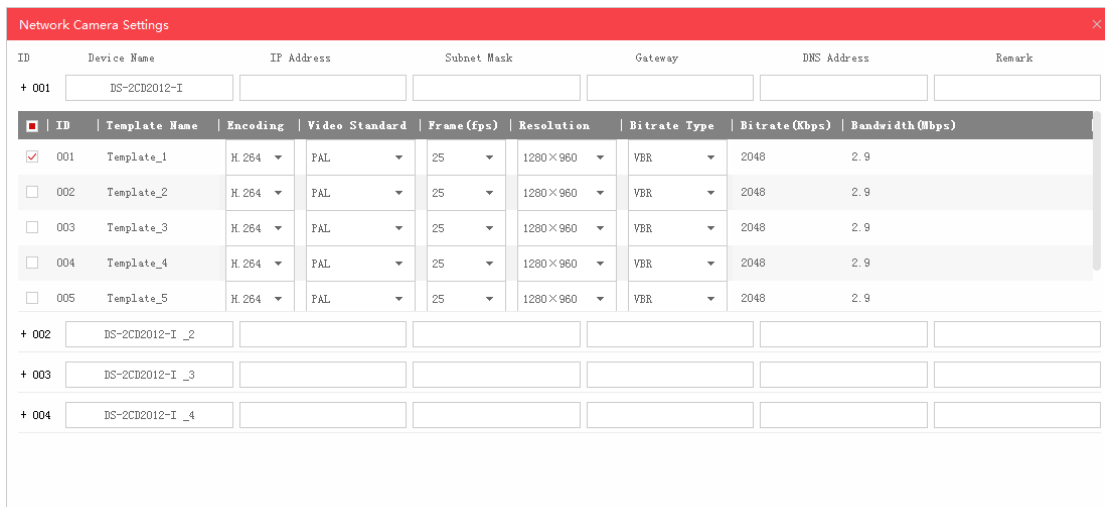 Network Camera Settings ×
ID Device Name IP Address Subnet Mask Gateway DNS Address Remark
+ 001 DS-2CD2012-I
ID | Template Name | Encoding | Video Standard | Frame(fps) | Resolution | Bitrate Type | Bitrate(Kbps) | Bandwidth(Mbps)
001 Template_1 H.264 PAL 25 1280×960 VBR 2048 2.9
002 Template_2 H.264 PAL 25 1280×960 VBR 2048 2.9
003 Template_3 H.264 PAL 25 1280×960 VBR 2048 2.9
004 Template_4 H.264 PAL 25 1280×960 VBR 2048 2.9
005 Template_5 H.264 PAL 25 1280×960 VBR 2048 2.9
+ 002 DS-2CD2012-I _2
+ 003 DS-2CD2012-I _3
+ 004 DS-2CD2012-I _4